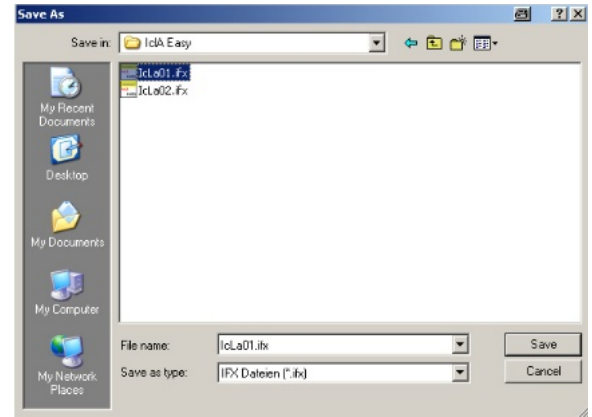 Save As
Save in:
IclA Easy
IcLa01.ifx
IcLa02.ifx
My Recent
Documents
Desktop
My Documents
My Computer
My Network
Places
File name:
IcLa01.ifx
Save
Save as type:
IFX Dateien (*.ifx)
Cancel